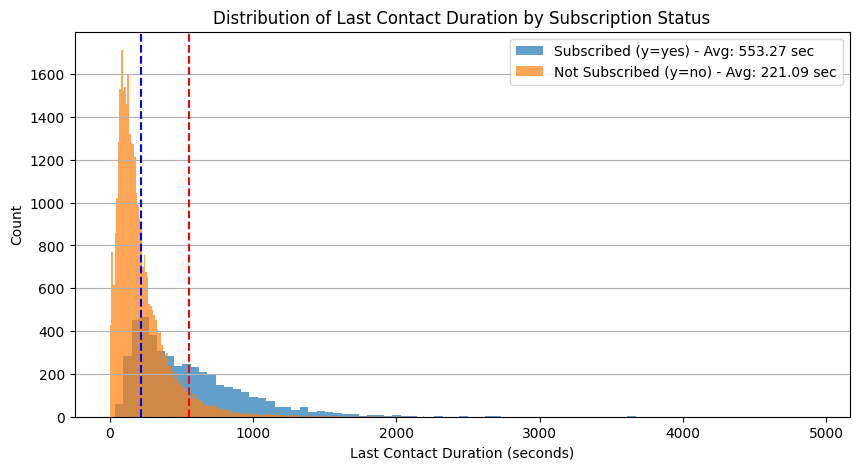 Distribution of Last Contact Duration by Subscription Status
Subscribed (y=yes) - Avg: 553.27 sec
Not Subscribed (y=no) - Avg: 221.09 sec
Count
1600
1400
1200
1000
800
600
400
200
0
0 1000 2000 3000 4000 5000
Last Contact Duration (seconds)